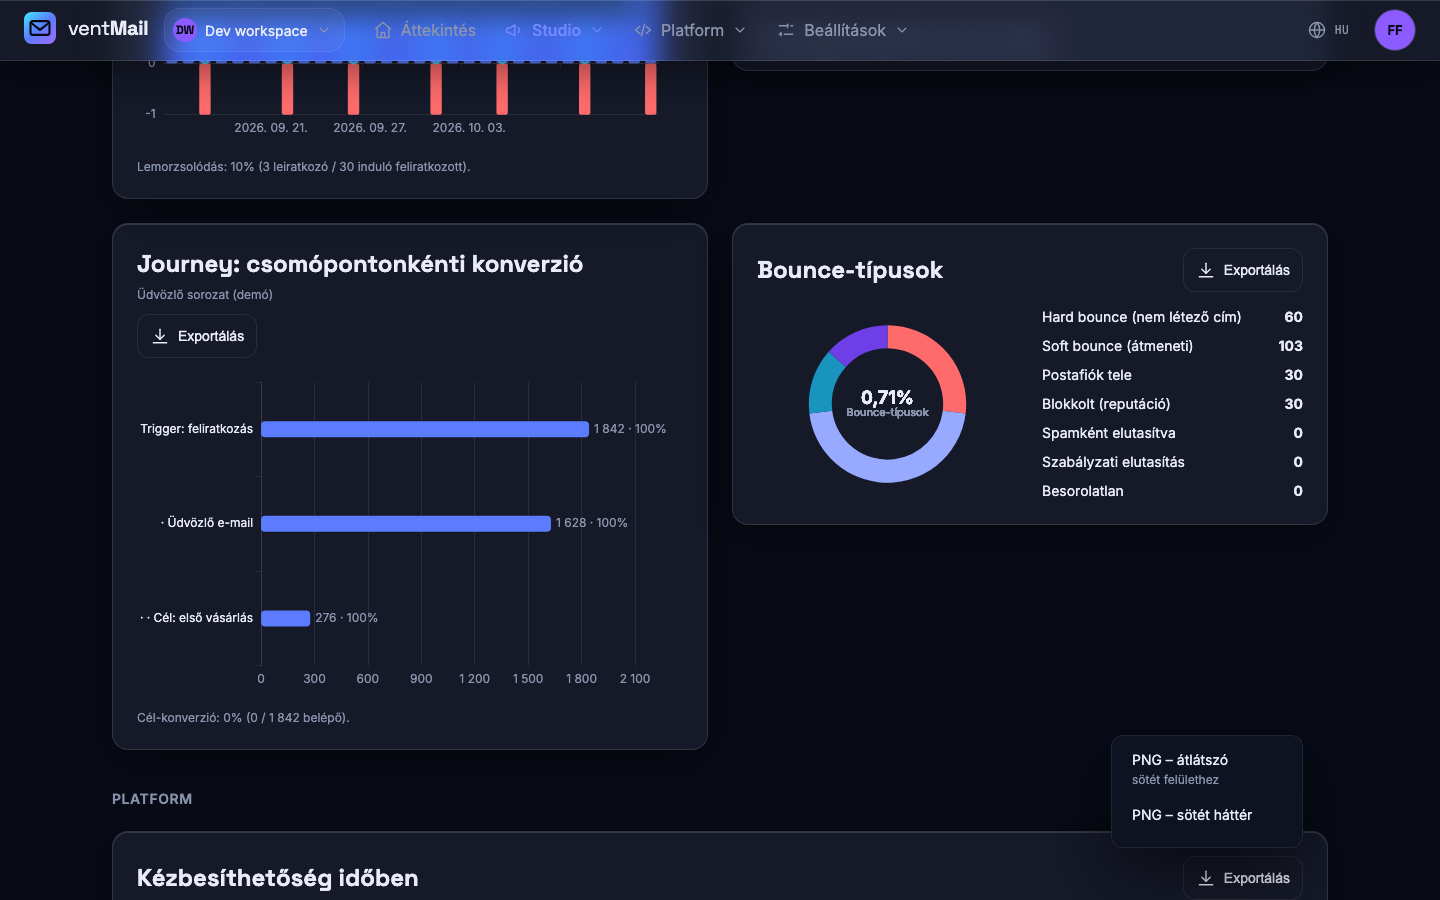 ventMail
DW Dev workspace
Áttekintés
Studio
Platform
Beállítások
HU
FF
0
-1
2026. 09. 21. 2026. 09. 27. 2026. 10. 03.
Lemorzsolódás: 10% (3 leiratkozó / 30 induló feliratkozott).
Journey: csomópontonkénti konverzió
Üdvözlő sorozat (demó)
Exportálás
Trigger: feliratkozás 1 842 · 100%
· Üdvözlő e-mail 1 628 · 100%
· · Cél: első vásárlás 276 · 100%
0 300 600 900 1 200 1 500 1 800 2 100
Cél-konverzió: 0% (0 / 1 842 belépő).
Bounce-típusok
Exportálás
0,71%
Bounce-típusok
Hard bounce (nem létező cím) 60
Soft bounce (átmeneti) 103
Postafiók tele 30
Blokkolt (reputáció) 30
Spamként elutasítva 0
Szabályzati elutasítás 0
Besorolatlan 0
PNG – átlátszó
sötét felülethez
PNG – sötét háttér
PLATFORM
Kézbesíthetőség időben
Exportálás